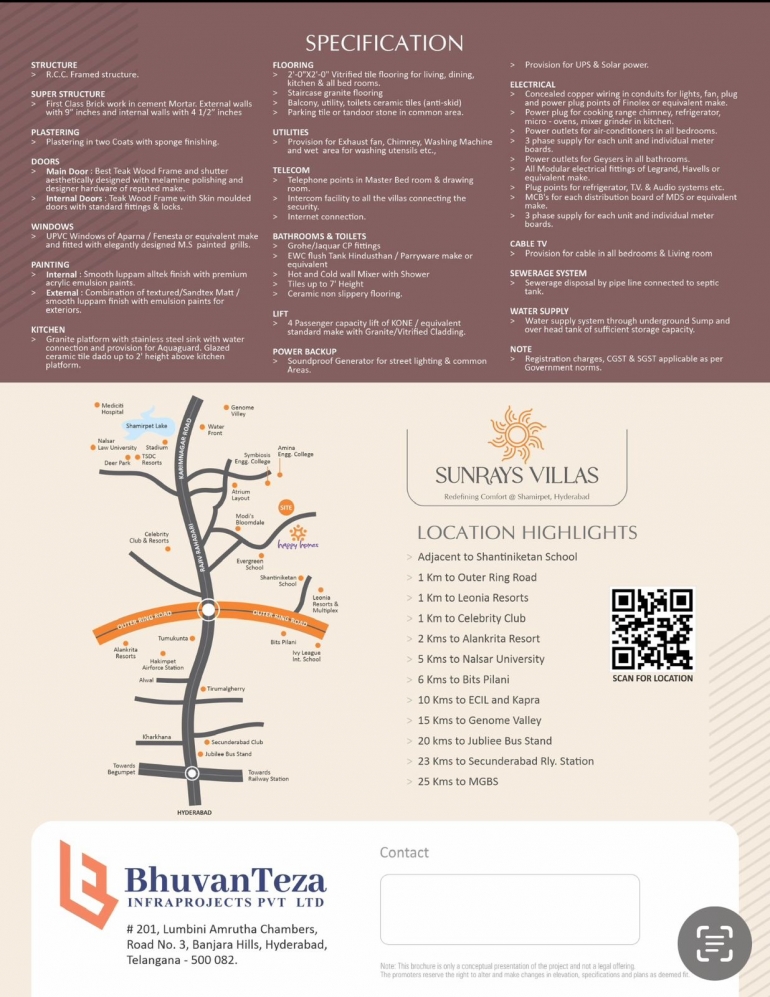 SPECIFICATION
STRUCTURE
> R.C.C. Framed structure.
SUPER STRUCTURE
> First Class Brick work in cement Mortar. External walls
with 9" inches and internal walls with 4 1/2" inches
PLASTERING
> Plastering in two Coats with sponge finishing.
DOORS
> Main Door : Best Teak Wood Frame and shutter
aesthetically designed with melamine polishing and
designer hardware of reputed make.
> Internal Doors : Teak Wood Frame with Skin moulded
doors with standard fittings & locks.
WINDOWS
> UPVC Windows of Aparna / Fenesta or equivalent make
and fitted with elegantly designed M.S painted grills.
PAINTING
> Internal : Smooth luppam alltek finish with premium
acrylic emulsion paints.
> External : Combination of textured/Sandtex Matt /
smooth luppam finish with emulsion paints for
exteriors.
KITCHEN
> Granite platform with stainless steel sink with water
connection and provision for Aquaguard. Glazed
ceramic tile dado up to 2' height above kitchen
platform.
FLOORING
> 2'-0"X2'-0" Vitrified tile flooring for living, dining,
kitchen & all bed rooms.
> Staircase granite flooring
> Balcony, utility, toilets ceramic tiles (anti-skid)
> Parking tile or tandoor stone in common area.
UTILITIES
> Provision for Exhaust fan, Chimney, Washing Machine
and wet area for washing utensils etc.,
TELECOM
> Telephone points in Master Bed room & drawing
room.
> Intercom facility to all the villas connecting the
security.
> Internet connection.
BATHROOMS & TOILETS
> Grohe/Jaquar CP fittings
> EWC flush Tank Hindusthan / Parryware make or
equivalent
> Hot and Cold wall Mixer with Shower
> Tiles up to 7' Height
> Ceramic non slippery flooring.
LIFT
> 4 Passenger capacity lift of KONE / equivalent
standard make with Granite/Vitrified Cladding.
POWER BACKUP
> Soundproof Generator for street lighting & common
Areas.
> Provision for UPS & Solar power.
ELECTRICAL
> Concealed copper wiring in conduits for lights, fan, plug
and power plug points of Finolex or equivalent make.
> Power plug for cooking range chimney, refrigerator,
micro - ovens, mixer grinder in kitchen.
> Power outlets for air-conditioners in all bedrooms.
> 3 phase supply for each unit and individual meter
boards.
> Power outlets for Geysers in all bathrooms.
> All Modular electrical fittings of Legrand, Havells or
equivalent make.
> Plug points for refrigerator, T.V. & Audio systems etc.
> MCB's for each distribution board of MDS or equivalent
make.
> 3 phase supply for each unit and individual meter
boards.
CABLE TV
> Provision for cable in all bedrooms & Living room
SEWERAGE SYSTEM
> Sewerage disposal by pipe line connected to septic
tank.
WATER SUPPLY
> Water supply system through underground Sump and
over head tank of sufficient storage capacity.
NOTE
> Registration charges, CGST & SGST applicable as per
Government norms.
Mediciti
Hospital
Genome
Villey
Shamirpet Lake
Water
Front
KARIMNAGAR ROAD
Nalsar
Law University
Stadium
TSDC
Resorts
Deer Park
Symbiosis
Engg. College
Amina
Engg. College
Atrium
Layout
SITE
Modi's
Bloomdale
happy homes
Celebrity
Club & Resorts
RAJIV RAHADARI
Evergreen
School
Shantiniketan
School
Leonia
Resorts &
Multiplex
OUTER RING ROAD
OUTER RING ROAD
Tumukunta
Bits Pilani
Alankrita
Resorts
Ivy League
Int. School
Hakimpet
Airforce Station
Alwal
Tirumalgherry
Kharkhana
Secunderabad Club
Jubilee Bus Stand
Towards
Begumpet
Towards
Railway Station
HYDERABAD
SUNRAYS VILLAS
Redefining Comfort @ Shamirpet, Hyderabad
LOCATION HIGHLIGHTS
> Adjacent to Shantiniketan School
> 1 Km to Outer Ring Road
> 1 Km to Leonia Resorts
> 1 Km to Celebrity Club
> 2 Kms to Alankrita Resort
> 5 Kms to Nalsar University
> 6 Kms to Bits Pilani
> 10 Kms to ECIL and Kapra
> 15 Kms to Genome Valley
> 20 kms to Jubliee Bus Stand
> 23 Kms to Secunderabad Rly. Station
> 25 Kms to MGBS
SCAN FOR LOCATION
BhuvanTeza
INFRAPROJECTS PVT LTD
# 201, Lumbini Amrutha Chambers,
Road No. 3, Banjara Hills, Hyderabad,
Telangana - 500 082.
Contact
Note: This brochure is only a conceptual presentation of the project and not a legal offering.
The promoters reserve the right to alter and make changes in elevation, specifications and plans as deemed fit.